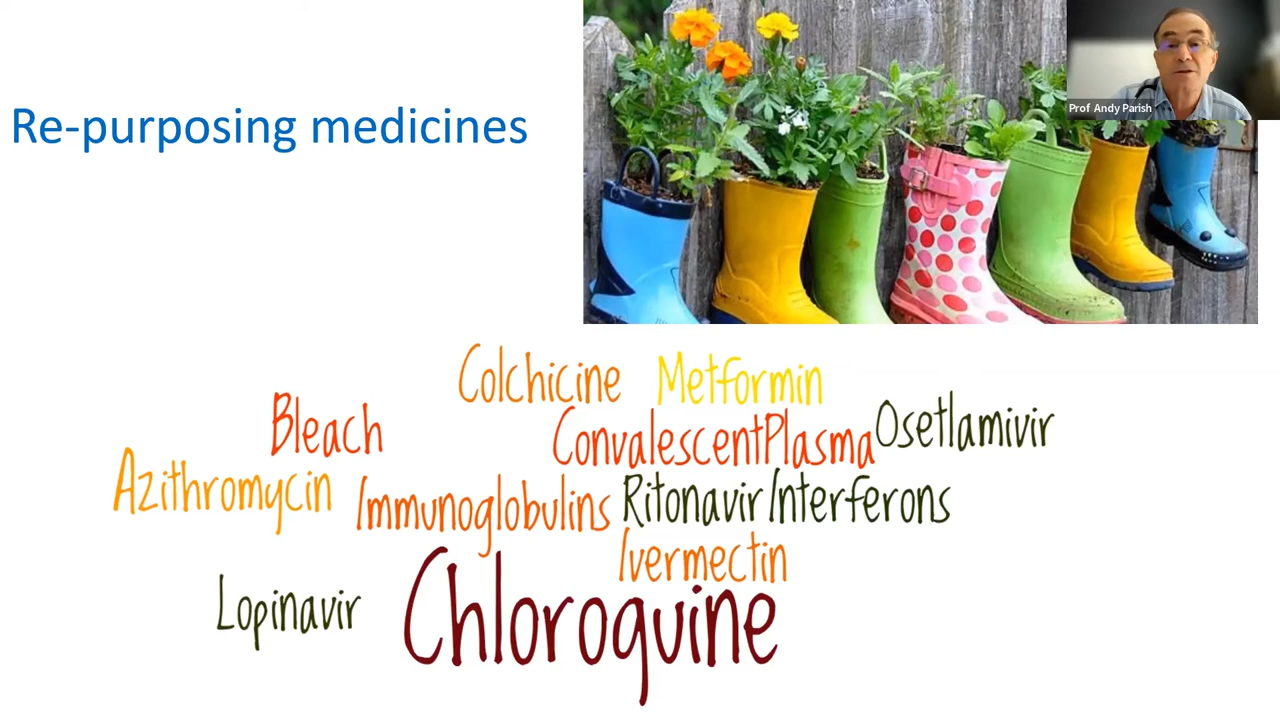 Prof Andy Parish
Re-purposing medicines
Colchicine Metformin
Bleach ConvalescentPlasma Osetlamivir
Azithromycin Immunoglobulins Ritonavir Interferons
Ivermectin
Lopinavir Chloroquine